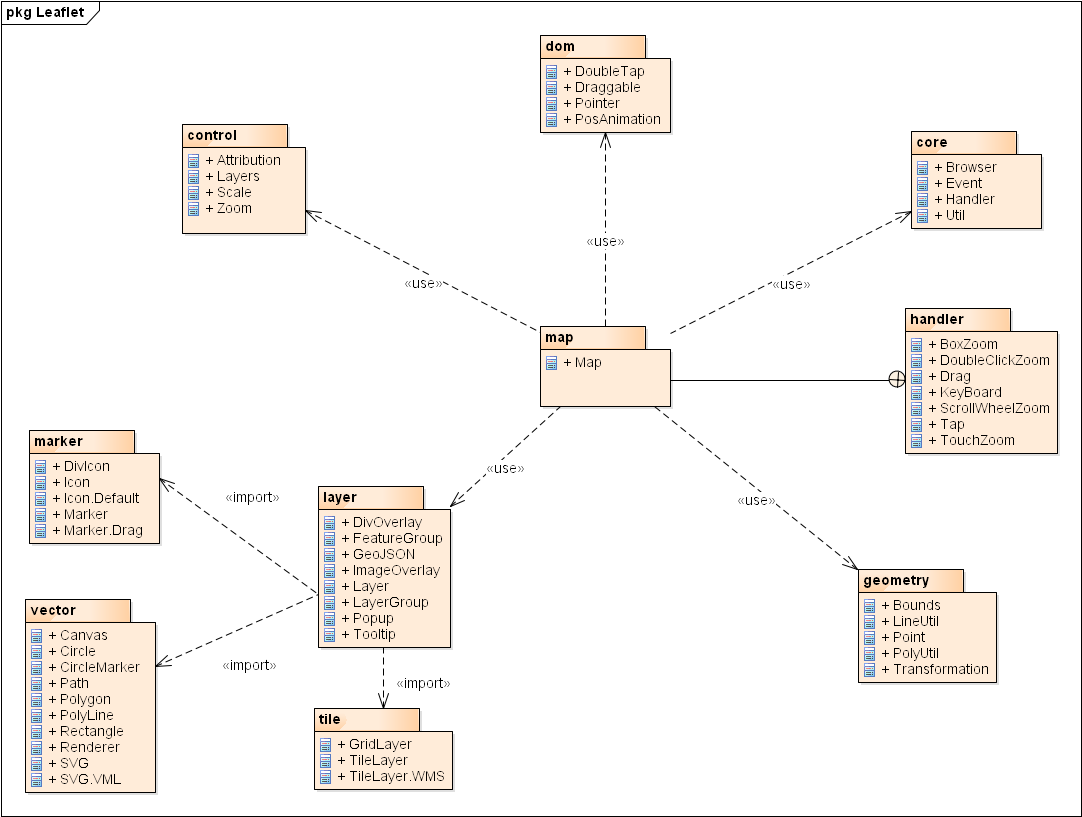 pkg Leaflet
dom
+ DoubleTap
+ Draggable
+ Pointer
+ PosAnimation
control
+ Attribution
+ Layers
+ Scale
+ Zoom
core
+ Browser
+ Event
+ Handler
+ Util
«use»
«use»
«use»
map
+ Map
handler
+ BoxZoom
+ DoubleClickZoom
+ Drag
+ KeyBoard
+ ScrollWheelZoom
+ Tap
+ TouchZoom
marker
+ DivIcon
+ Icon
+ Icon.Default
+ Marker
+ Marker.Drag
«use»
«import»
«use»
layer
+ DivOverlay
+ FeatureGroup
+ GeoJSON
+ ImageOverlay
+ Layer
+ LayerGroup
+ Popup
+ Tooltip
geometry
+ Bounds
+ LineUtil
+ Point
+ PolyUtil
+ Transformation
vector
+ Canvas
+ Circle
+ CircleMarker
+ Path
+ Polygon
+ PolyLine
+ Rectangle
+ Renderer
+ SVG
+ SVG.VML
«import»
«import»
tile
+ GridLayer
+ TileLayer
+ TileLayer.WMS